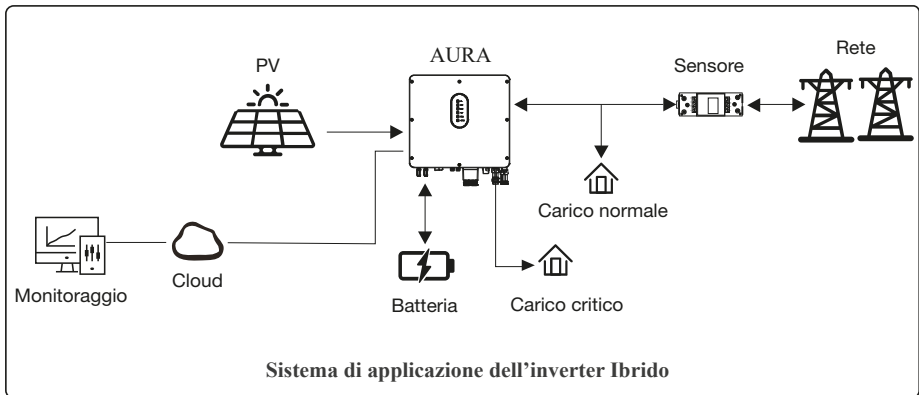 AURA
PV
Sensore
Rete
Carico normale
Monitoraggio
Cloud
Batteria
Carico critico
Sistema di applicazione dell'inverter Ibrido